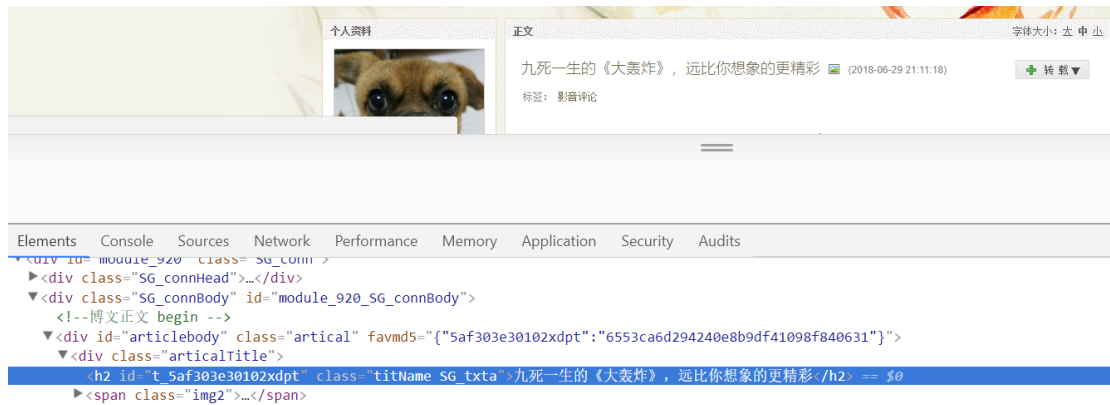 个人资料
正文
字体大小：大 中 小
九死一生的《大轰炸》，远比你想象的更精彩 (2018-06-29 21:11:18)
转 载▼
标签： 影音评论
Elements Console Sources Network Performance Memory Application Security Audits
▼<div id="module_920" class="SG_conn">
▶<div class="SG_connHead">…</div>
▼<div class="SG_connBody" id="module_920_SG_connBody">
<!--博文正文 begin -->
▼<div id="articlebody" class="artical" favmd5="{"5af303e30102xdpt":"6553ca6d294240e8b9df41098f840631"}">
▼<div class="articalTitle">
<h2 id="t_5af303e30102xdpt" class="titName SG_txta">九死一生的《大轰炸》，远比你想象的更精彩</h2> == $0
▶<span class="img2">…</span>